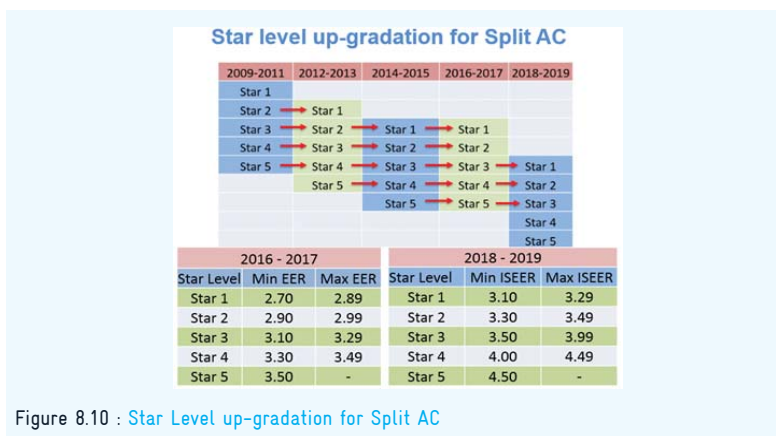 Star level up-gradation for Split AC
2009-2011 2012-2013 2014-2015 2016-2017 2018-2019
Star 1
Star 2 Star 1
Star 3 Star 2 Star 1 Star 1
Star 4 Star 3 Star 2 Star 2
Star 5 Star 4 Star 3 Star 3 Star 1
Star 5 Star 4 Star 4 Star 2
Star 5 Star 5 Star 3
Star 4
Star 5
2016 - 2017
Star Level Min EER Max EER
Star 1 2.70 2.89
Star 2 2.90 2.99
Star 3 3.10 3.29
Star 4 3.30 3.49
Star 5 3.50 -
2018 - 2019
Star Level Min ISEER Max ISEER
Star 1 3.10 3.29
Star 2 3.30 3.49
Star 3 3.50 3.99
Star 4 4.00 4.49
Star 5 4.50 -
Figure 8.10 : Star Level up-gradation for Split AC